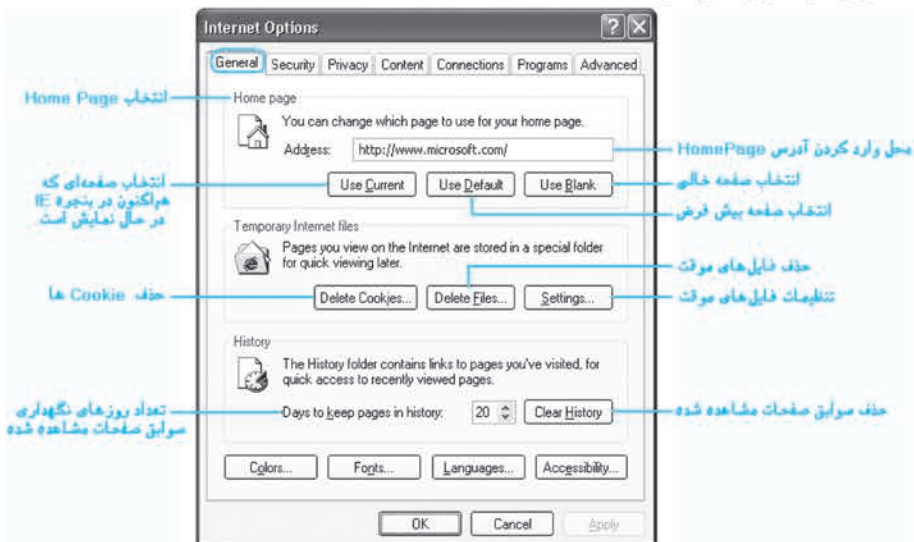 Internet Options
General Security Privacy Content Connections Programs Advanced
Home page
انتخاب Home Page
You can change which page to use for your home page.
Address: http://www.microsoft.com/
محل وارد کردن آدرس HomePage
Use Current Use Default Use Blank
انتخاب صفحه‌ای که
هم‌اکنون در پنجره IE
در حال نمایش است.
انتخاب صفحه خالی
انتخاب صفحه پیش فرض
Temporary Internet files
Pages you view on the Internet are stored in a special folder
for quick viewing later.
حذف فایل‌های موقت
حذف Cookie ها
Delete Cookies... Delete Files... Settings...
تنظیمات فایل‌های موقت
History
The History folder contains links to pages you've visited, for
quick access to recently viewed pages.
تعداد روزهای نگهداری
سوابق صفحات مشاهده شده
Days to keep pages in history: 20 Clear History
حذف سوابق صفحات مشاهده شده
Colors... Fonts... Languages... Accessibility...
OK Cancel Apply